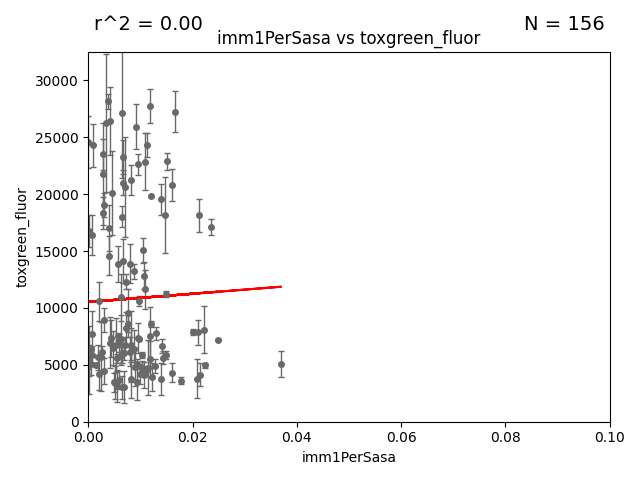 r^2 = 0.00
N = 156
imm1PerSasa vs toxgreen_fluor
30000
25000
20000
15000
10000
5000
0
toxgreen_fluor
0.00
0.02
0.04
0.06
0.08
0.10
imm1PerSasa